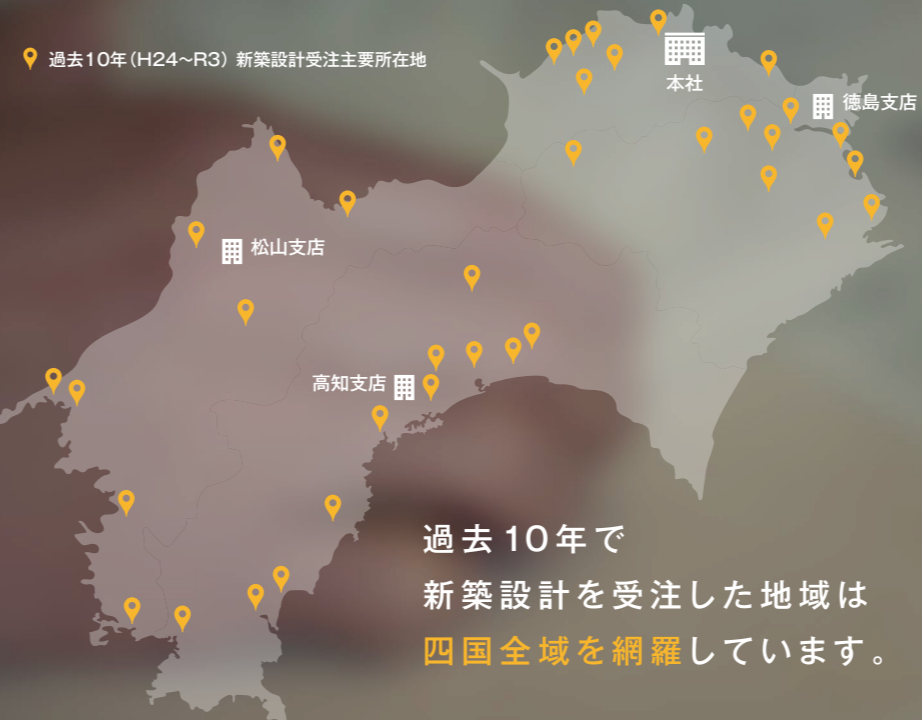 過去10年（H24〜R3） 新築設計受注主要所在地
本社
徳島支店
松山支店
高知支店
過去10年で
新築設計を受注した地域は
四国全域を網羅しています。